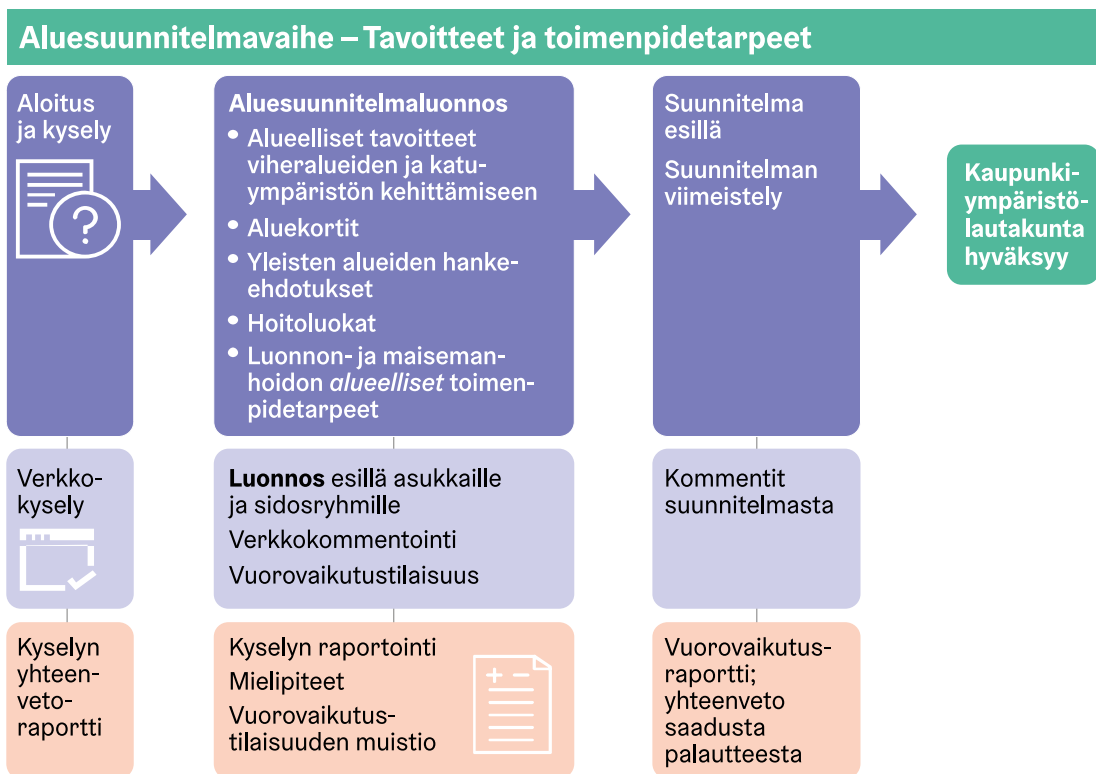 Aluesuunnitelmavaihe – Tavoitteet ja toimenpidetarpeet
Aloitus
ja kysely
?
Aluesuunnitelmaluonnos
• Alueelliset tavoitteet
viheralueiden ja katu-
ympäristön kehittämiseen
• Aluekortit
• Yleisten alueiden hanke-
ehdotukset
• Hoitoluokat
• Luonnon- ja maiseman-
hoidon alueelliset toimen-
pidetarpeet
Suunnitelma
esillä
Suunnitelman
viimeistely
Kaupunki-
ympäristö-
lautakunta
hyväksyy
Verkko-
kysely
Luonnos esillä asukkaille
ja sidosryhmille
Verkkokommentointi
Vuorovaikutustilaisuus
Kommentit
suunnitelmasta
Kyselyn
yhteen-
veto-
raportti
Kyselyn raportointi
Mielipiteet
Vuorovaikutus-
tilaisuuden muistio
+ –
Vuorovaikutus-
raportti;
yhteenveto
saadusta
palautteesta